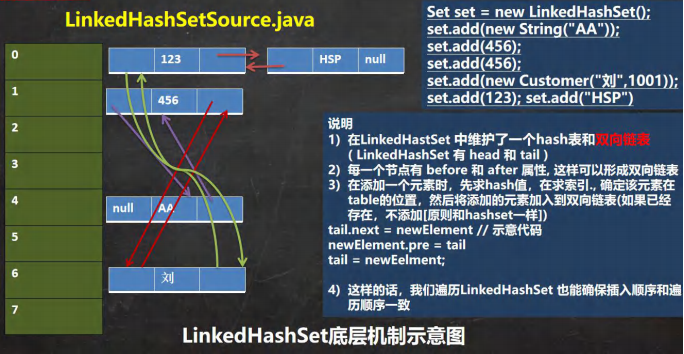 LinkedHashSetSource.java
Set set = new LinkedHashSet();
set.add(new String("AA"));
set.add(456);
set.add(456);
set.add(new Customer("刘",1001));
set.add(123); set.add("HSP")
0
123
HSP
null
1
456
2
3
4
null
AA
5
6
刘
7
说明
1) 在LinkedHastSet 中维护了一个hash表和双向链表
( LinkedHashSet 有 head 和 tail )
2) 每一个节点有 before 和 after 属性, 这样可以形成双向链表
3) 在添加一个元素时，先求hash值，在求索引., 确定该元素在
table的位置，然后将添加的元素加入到双向链表(如果已经
存在，不添加[原则和hashset一样])
tail.next = newElement // 示意代码
newElement.pre = tail
tail = newEelment;
4) 这样的话，我们遍历LinkedHashSet 也能确保插入顺序和遍
历顺序一致
LinkedHashSet底层机制示意图